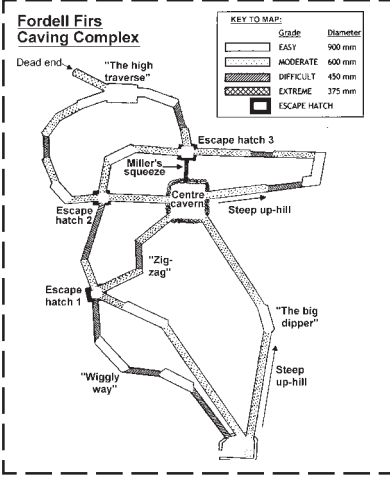 Fordell Firs
Caving Complex
KEY TO MAP:
Grade Diameter
EASY 900 mm
MODERATE 600 mm
DIFFICULT 450 mm
EXTREME 375 mm
ESCAPE HATCH
Dead end
"The high
traverse"
Escape hatch 3
Miller's
squeeze
Centre
cavern
Escape
hatch 2
Steep up-hill
"Zig-
zag"
Escape
hatch 1
"The big
dipper"
"Wiggly
way"
Steep
up-hill